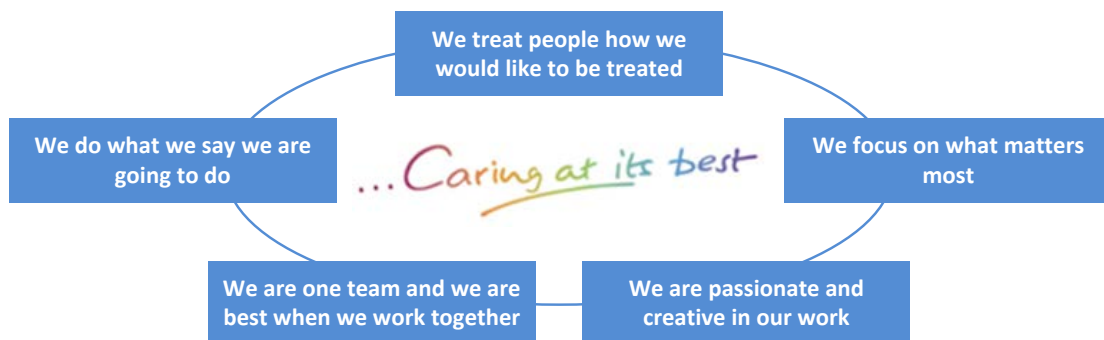 We treat people how we
would like to be treated
We do what we say we are
going to do
...Caring at its best
We focus on what matters
most
We are one team and we are
best when we work together
We are passionate and
creative in our work